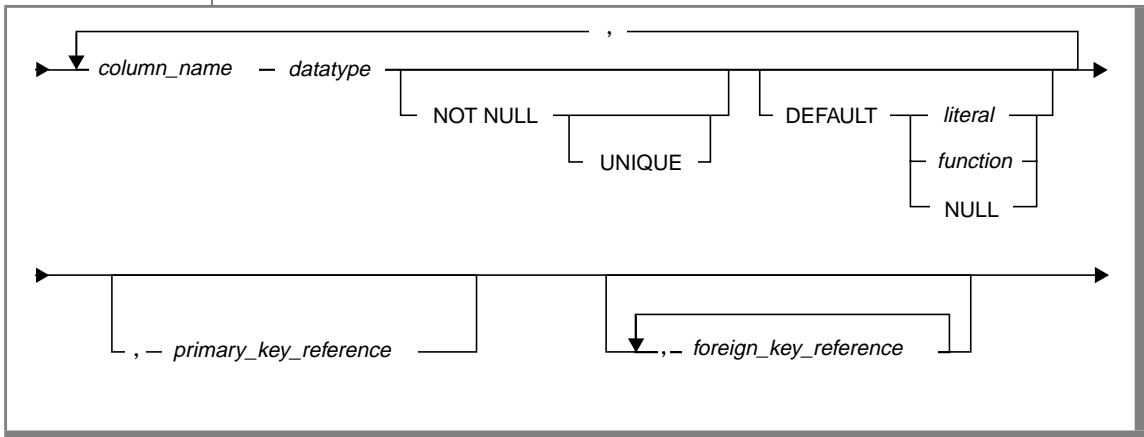 ,
column_name datatype
NOT NULL DEFAULT literal
UNIQUE function
NULL
, primary_key_reference , foreign_key_reference